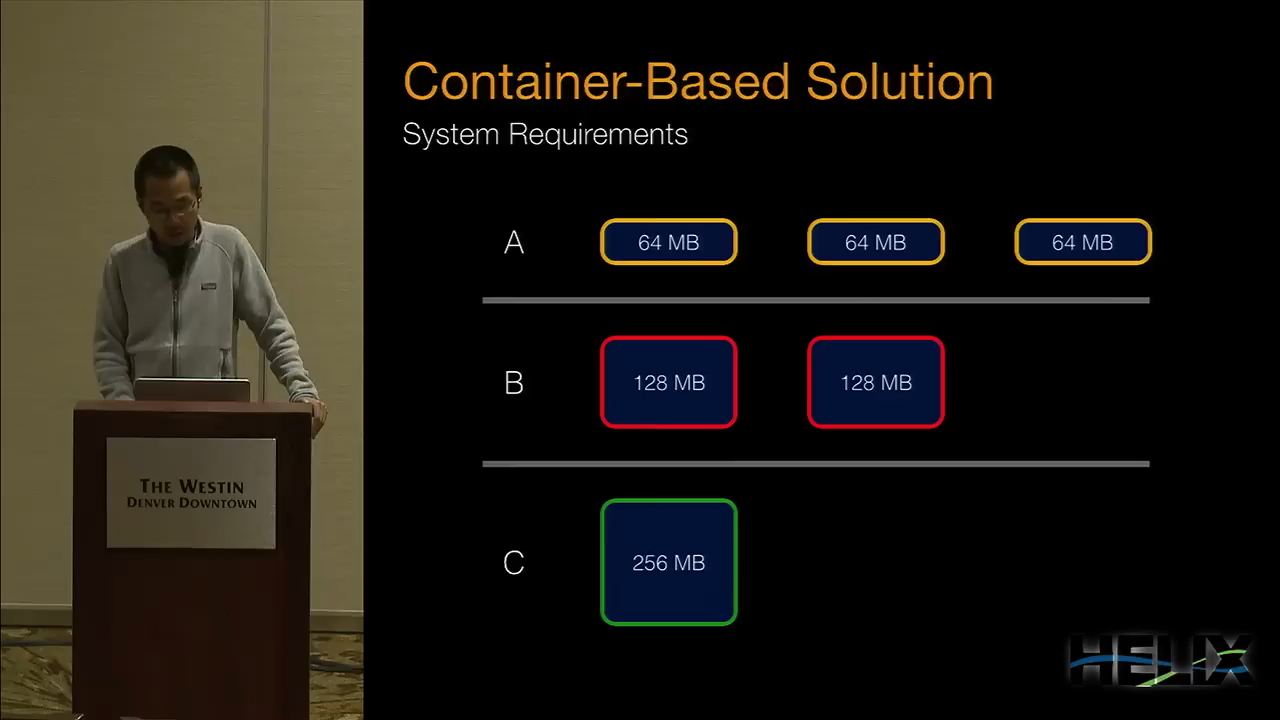 Container-Based Solution
System Requirements
A 64 MB 64 MB 64 MB
B 128 MB 128 MB
C 256 MB
THE WESTIN
DENVER DOWNTOWN
HELIX